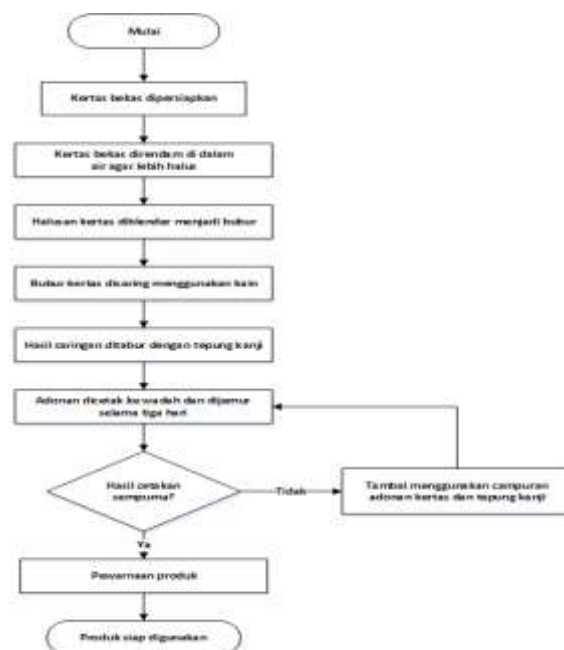 Mulai
Kertas bekas dipersiapkan
Kertas bekas direndam di dalam
air agar lebih halus
Halusan kertas diblender menjadi bubur
Bubur kertas disaring menggunakan kain
Hasil saringan ditabur dengan tepung kanji
Adonan dicetak ke wadah dan dijemur
selama tiga hari
Hasil cetakan
sempurna?
Tidak
Tambal menggunakan campuran
adonan kertas dan tepung kanji
Ya
Pewarnaan produk
Produk siap digunakan